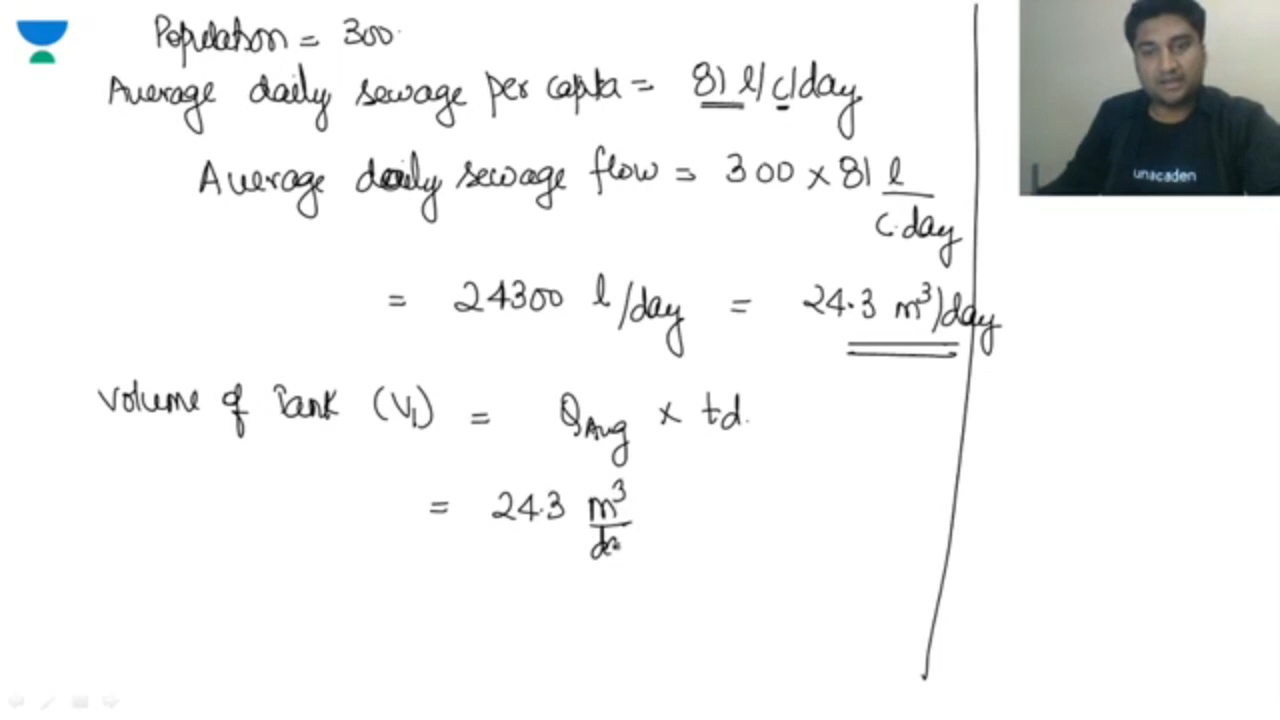 Population = 300
Average daily sewage per capita = 81 l/c/day
Average daily sewage flow = 300 x 81 l/c.day
= 24300 l/day = 24.3 m³/day
Volume of Tank (V1) = QAvg x td.
= 24.3 m³/da
unacaden